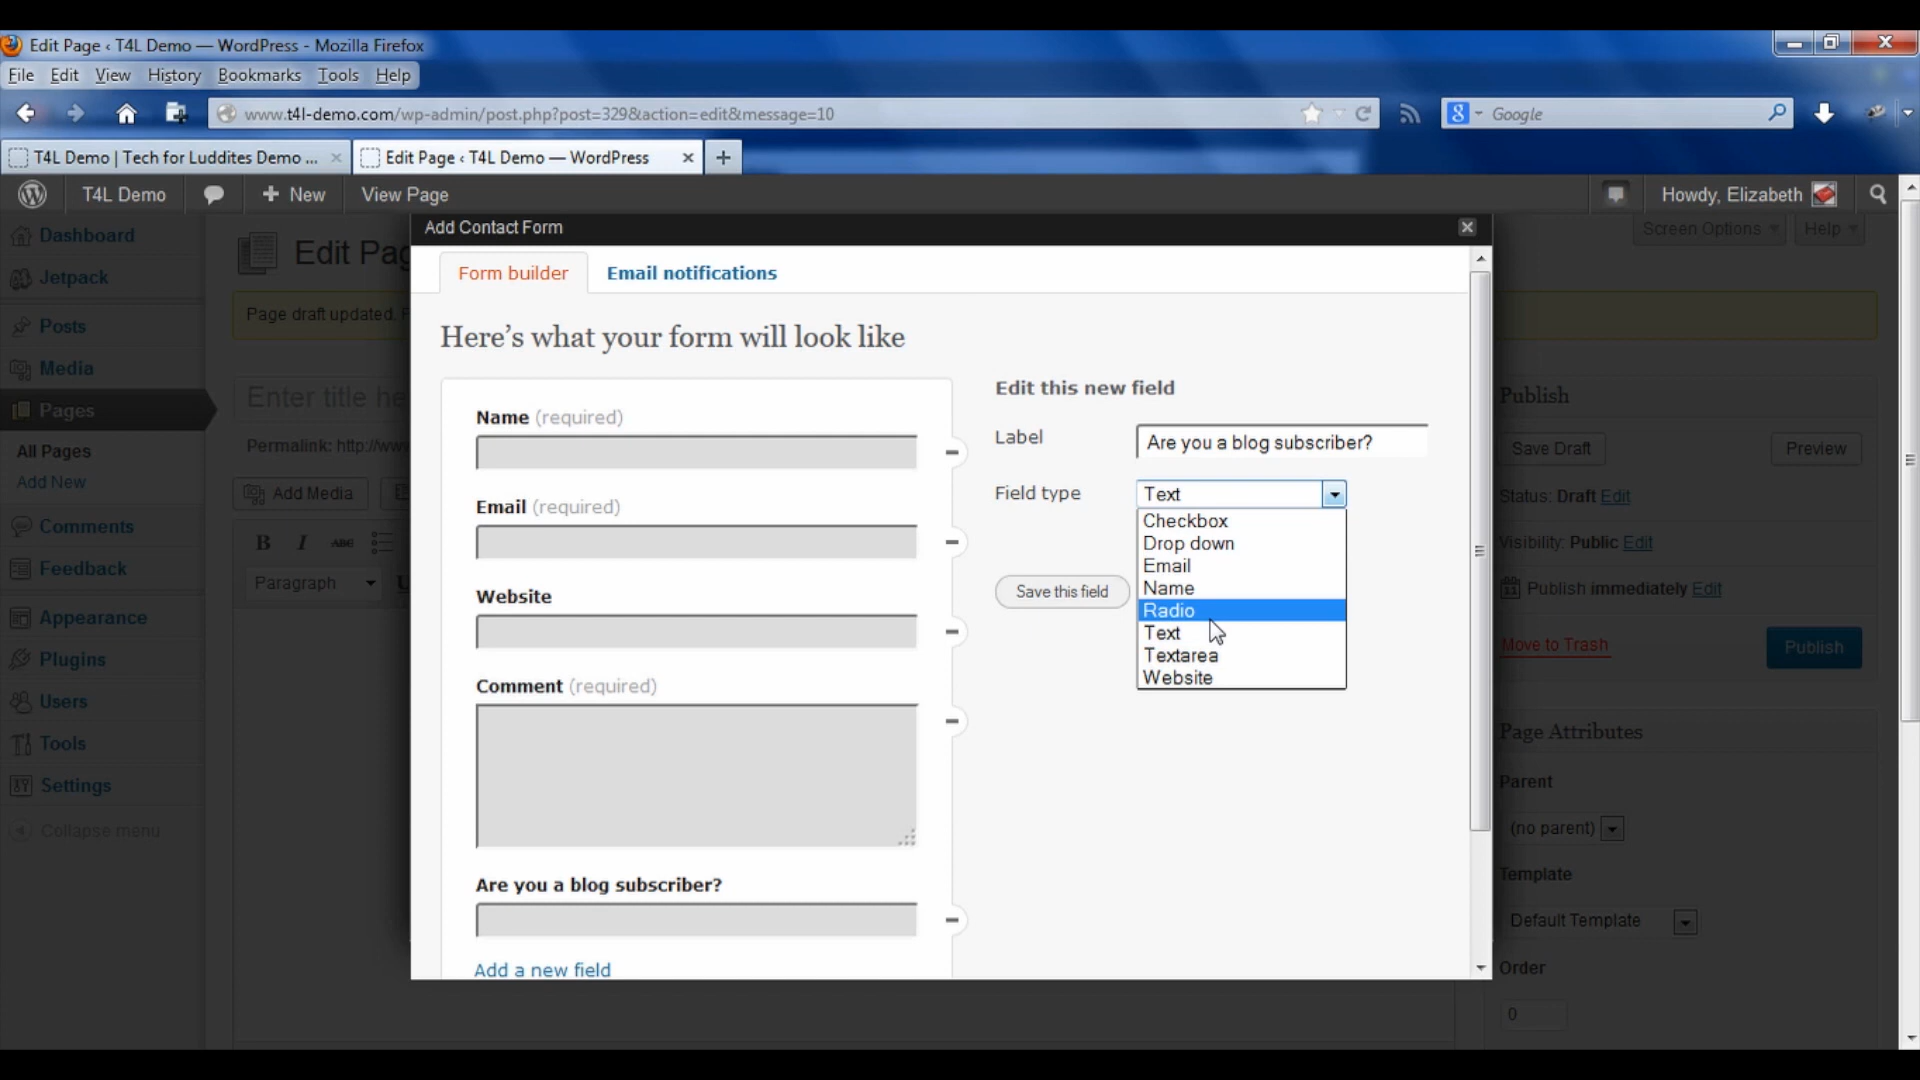 Edit Page ‹ T4L Demo — WordPress - Mozilla Firefox
File Edit View History Bookmarks Tools Help
www.t4l-demo.com/wp-admin/post.php?post=329&action=edit&message=10
Google
T4L Demo | Tech for Luddites Demo ...
Edit Page ‹ T4L Demo — WordPress
T4L Demo
New
View Page
Howdy, Elizabeth
Add Contact Form
Dashboard
Jetpack
Posts
Media
Pages
All Pages
Add New
Comments
Feedback
Appearance
Plugins
Users
Tools
Settings
Collapse menu
Edit Pag
Screen Options
Help
Page draft updated.
Enter title he
Permalink: http://ww
Add Media
B I ABC
Paragraph
U
Form builder
Email notifications
Here’s what your form will look like
Name (required)
Email (required)
Website
Comment (required)
Are you a blog subscriber?
Add a new field
Edit this new field
Label
Are you a blog subscriber?
Field type
Text
Checkbox
Drop down
Email
Name
Radio
Text
Textarea
Website
Save this field
Publish
Save Draft
Preview
Status: Draft Edit
Visibility: Public Edit
Publish immediately Edit
Move to Trash
Publish
Page Attributes
Parent
(no parent)
Template
Default Template
Order
0